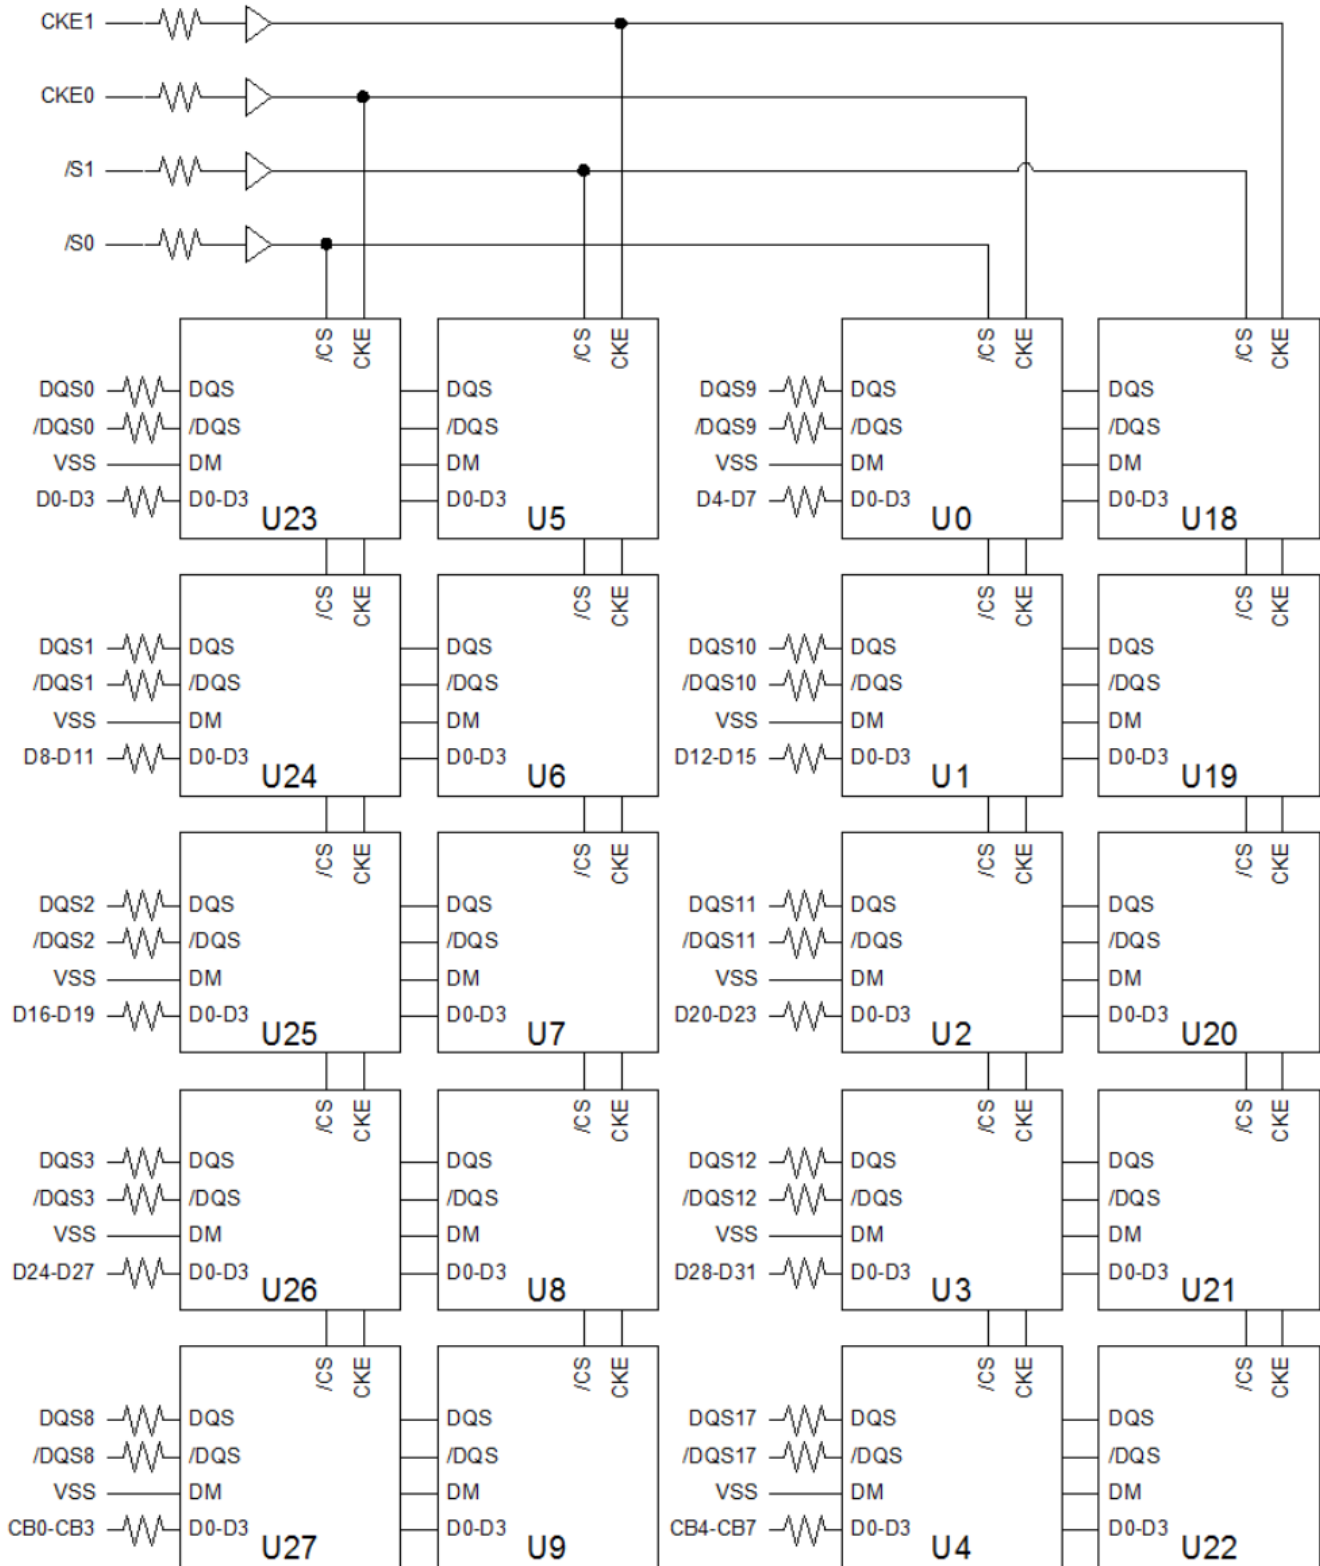 CKE1
CKE0
/S1
/S0
/CS CKE /CS CKE /CS CKE /CS CKE
DQS0 DQS DQS DQS9 DQS DQS
/DQS0 /DQS /DQS /DQS9 /DQS /DQS
VSS DM DM VSS DM DM
D0-D3 D0-D3 D0-D3 D4-D7 D0-D3 D0-D3
U23 U5 U0 U18
/CS CKE /CS CKE /CS CKE /CS CKE
DQS1 DQS DQS DQS10 DQS DQS
/DQS1 /DQS /DQS /DQS10 /DQS /DQS
VSS DM DM VSS DM DM
D8-D11 D0-D3 D0-D3 D12-D15 D0-D3 D0-D3
U24 U6 U1 U19
/CS CKE /CS CKE /CS CKE /CS CKE
DQS2 DQS DQS DQS11 DQS DQS
/DQS2 /DQS /DQS /DQS11 /DQS /DQS
VSS DM DM VSS DM DM
D16-D19 D0-D3 D0-D3 D20-D23 D0-D3 D0-D3
U25 U7 U2 U20
/CS CKE /CS CKE /CS CKE /CS CKE
DQS3 DQS DQS DQS12 DQS DQS
/DQS3 /DQS /DQS /DQS12 /DQS /DQS
VSS DM DM VSS DM DM
D24-D27 D0-D3 D0-D3 D28-D31 D0-D3 D0-D3
U26 U8 U3 U21
/CS CKE /CS CKE /CS CKE /CS CKE
DQS8 DQS DQS DQS17 DQS DQS
/DQS8 /DQS /DQS /DQS17 /DQS /DQS
VSS DM DM VSS DM DM
CB0-CB3 D0-D3 D0-D3 CB4-CB7 D0-D3 D0-D3
U27 U9 U4 U22